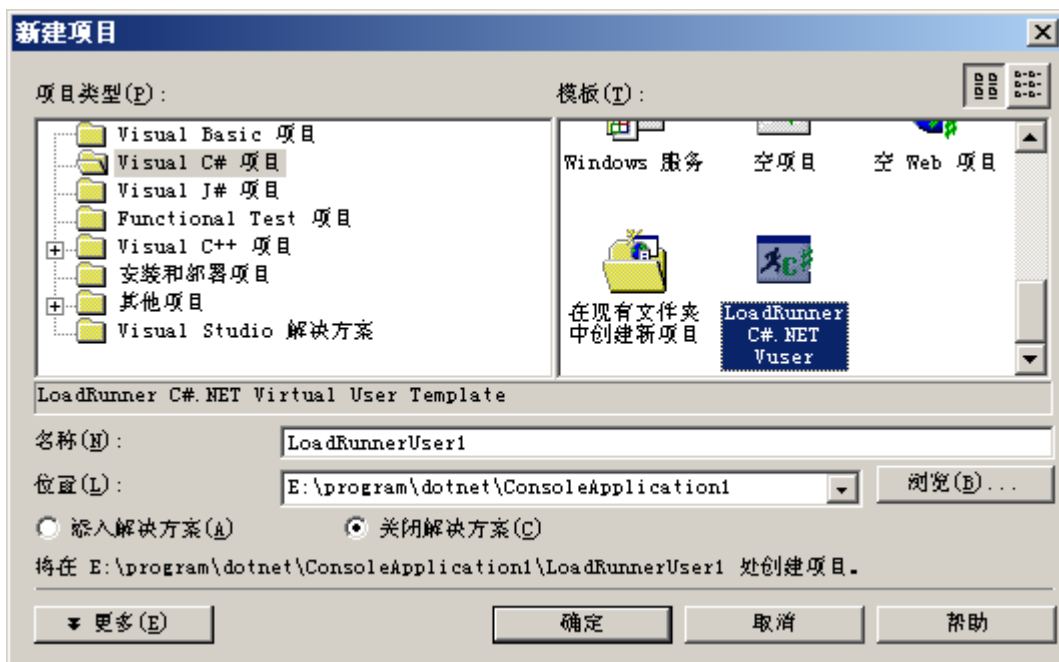 新建项目
项目类型(P):
模板(T):
Visual Basic 项目
Visual C# 项目
Visual J# 项目
Functional Test 项目
Visual C++ 项目
安装和部署项目
其他项目
Visual Studio 解决方案
Windows 服务
空项目
空 Web 项目
在现有文件夹
中创建新项目
LoadRunner
C#.NET
Vuser
LoadRunner C#.NET Virtual User Template
名称(N):
LoadRunnerUser1
位置(L):
E:\program\dotnet\ConsoleApplication1
浏览(B)...
添入解决方案(A)
关闭解决方案(C)
将在 E:\program\dotnet\ConsoleApplication1\LoadRunnerUser1 处创建项目。
更多(E)
确定
取消
帮助